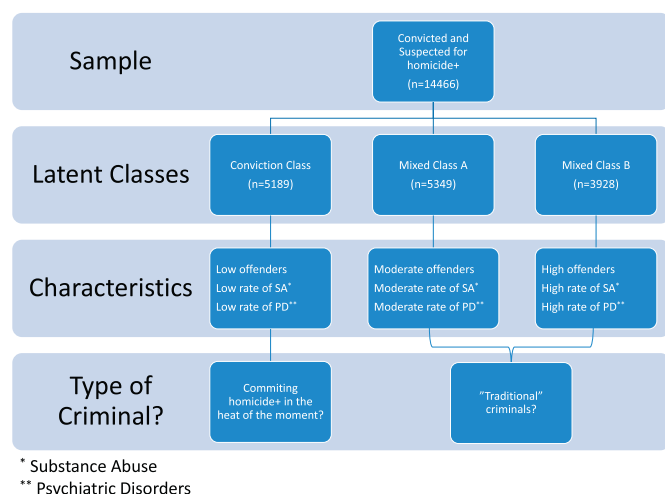 Sample
Convicted and
Suspected for
homicide+
(n=14466)
Latent Classes
Conviction Class
(n=5189)
Mixed Class A
(n=5349)
Mixed Class B
(n=3928)
Characteristics
Low offenders
Low rate of SA*
Low rate of PD**
Moderate offenders
Moderate rate of SA*
Moderate rate of PD**
High offenders
High rate of SA*
High rate of PD**
Type of
Criminal?
Commiting
homicide+ in the
heat of the moment?
”Traditional”
criminals?
* Substance Abuse
** Psychiatric Disorders